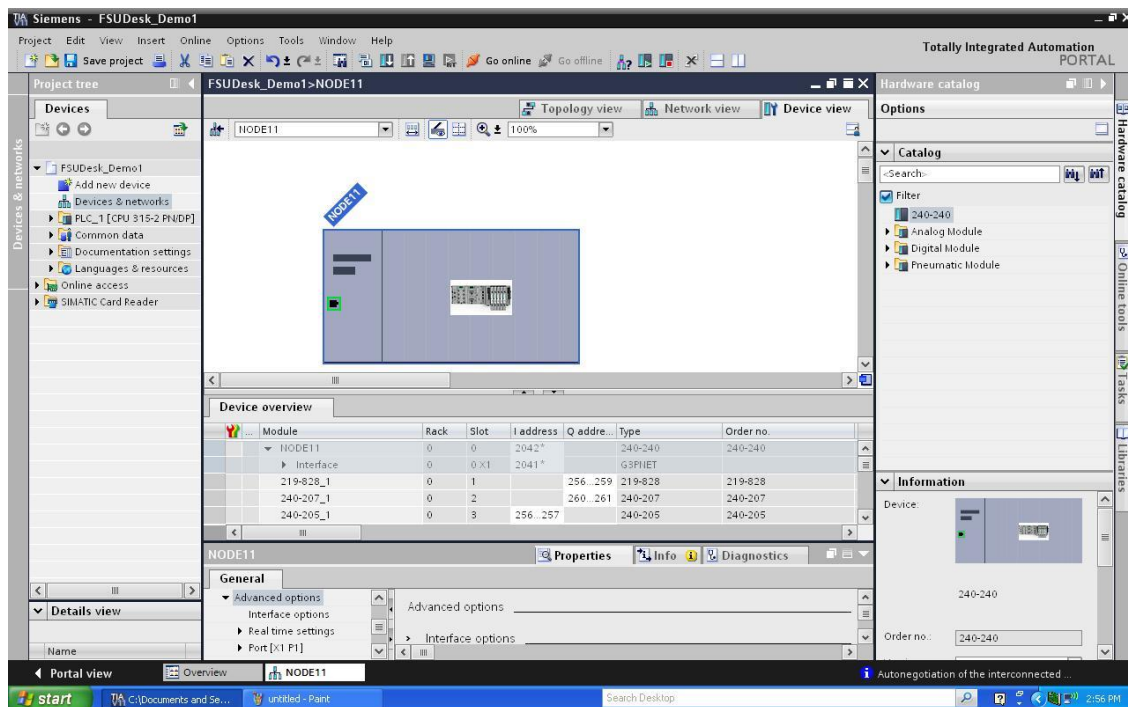 Siemens - FSUDesk_Demo1
Project Edit View Insert Online Options Tools Window Help
Totally Integrated Automation
PORTAL
Save project Go online Go offline
Project tree
FSUDesk_Demo1>NODE11
Hardware catalog
Devices
Topology view Network view Device view
Options
NODE11 100%
Devices & networks
Hardware catalog
Online tools
Tasks
Libraries
FSUDesk_Demo1
Add new device
Devices & networks
PLC_1 [CPU 315-2 PN/DP]
Common data
Documentation settings
Languages & resources
Online access
SIMATIC Card Reader
NODE11
Catalog
<Search>
Filter
240-240
Analog Module
Digital Module
Pneumatic Module
Device overview
... Module Rack Slot I address Q addre... Type Order no.
NODE11 0 0 2042* 240-240 240-240
Interface 0 0 X1 2041* G3PNET
219-828_1 0 1 256...259 219-828 219-828
240-207_1 0 2 260...261 240-207 240-207
240-205_1 0 3 256...257 240-205 240-205
Information
Device:
240-240
Order no.: 240-240
NODE11
Properties Info Diagnostics
General
Advanced options
Interface options
Real time settings
Port [X1 P1]
Advanced options
Interface options
Details view
Name
Portal view Overview NODE11
Autonegotiation of the interconnected ...
start C:\Documents and Se... untitled - Paint Search Desktop 2:56 PM